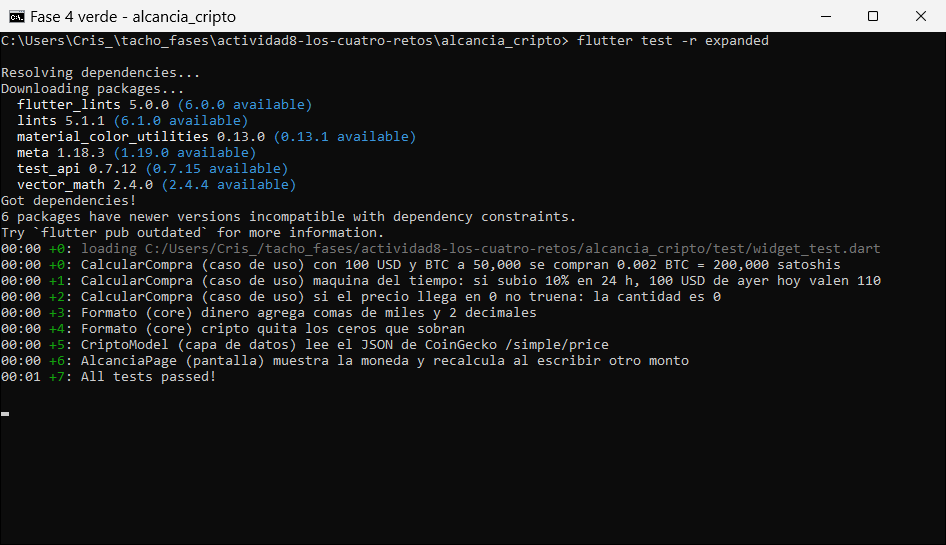 Fase 4 verde - alcancia_cripto
C:\Users\Cris_\tacho_fases\actividad8-los-cuatro-retos\alcancia_cripto> flutter test -r expanded
Resolving dependencies...
Downloading packages...
  flutter_lints 5.0.0 (6.0.0 available)
  lints 5.1.1 (6.1.0 available)
  material_color_utilities 0.13.0 (0.13.1 available)
  meta 1.18.3 (1.19.0 available)
  test_api 0.7.12 (0.7.15 available)
  vector_math 2.4.0 (2.4.4 available)
Got dependencies!
6 packages have newer versions incompatible with dependency constraints.
Try `flutter pub outdated` for more information.
00:00 +0: loading C:/Users/Cris_/tacho_fases/actividad8-los-cuatro-retos/alcancia_cripto/test/widget_test.dart
00:00 +0: CalcularCompra (caso de uso) con 100 USD y BTC a 50,000 se compran 0.002 BTC = 200,000 satoshis
00:00 +1: CalcularCompra (caso de uso) maquina del tiempo: si subio 10% en 24 h, 100 USD de ayer hoy valen 110
00:00 +2: CalcularCompra (caso de uso) si el precio llega en 0 no truena: la cantidad es 0
00:00 +3: Formato (core) dinero agrega comas de miles y 2 decimales
00:00 +4: Formato (core) cripto quita los ceros que sobran
00:00 +5: CriptoModel (capa de datos) lee el JSON de CoinGecko /simple/price
00:00 +6: AlcanciaPage (pantalla) muestra la moneda y recalcula al escribir otro monto
00:01 +7: All tests passed!